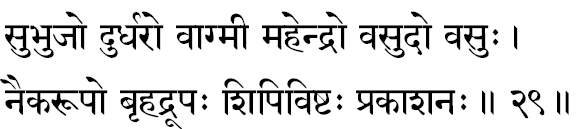 सुभुजो दुर्धरो वाग्मी महेन्द्रो वसुदो वसुः ।
नैकरूपो बृहद्रूपः शिपिविष्टः प्रकाशनः ॥ २९ ॥